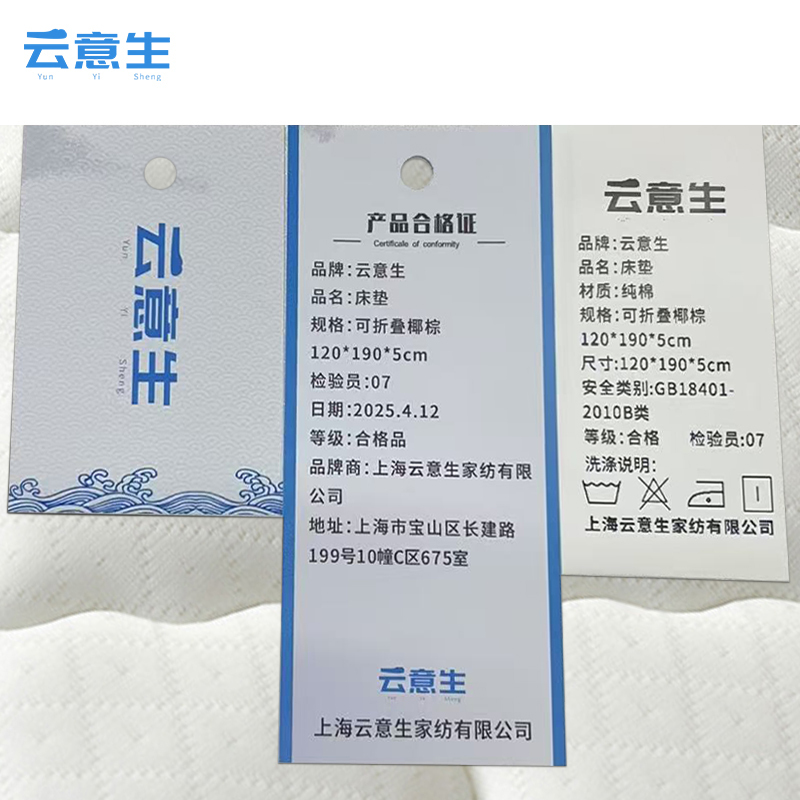 云意生
Yun Yi Sheng
云意生
Yun Yi Sheng
产品合格证
Certificate of conformity
品牌:云意生
品名:床垫
规格:可折叠椰棕
120*190*5cm
检验员:07
日期:2025.4.12
等级:合格品
品牌商:上海云意生家纺有限
公司
地址:上海市宝山区长建路
199号10幢C区675室
云意生
上海云意生家纺有限公司
云意生
品牌:云意生
品名:床垫
材质:纯棉
规格:可折叠椰棕
120*190*5cm
尺寸:120*190*5cm
安全类别:GB18401-
2010B类
等级:合格 检验员:07
洗涤说明:
上海云意生家纺有限公司